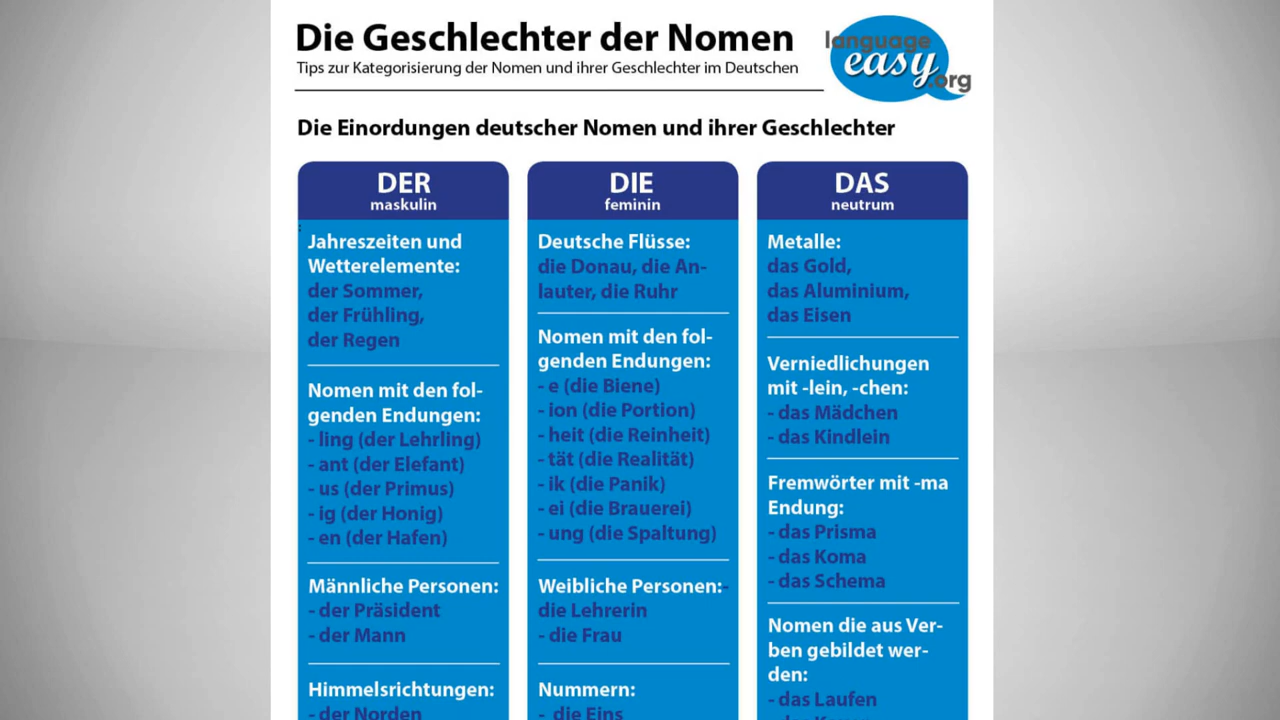 Die Geschlechter der Nomen
Tips zur Kategorisierung der Nomen und ihrer Geschlechter im Deutschen
language
easy
.org
Die Einordungen deutscher Nomen und ihrer Geschlechter
DER
maskulin
:
Jahreszeiten und
Wetterelemente:
der Sommer,
der Frühling,
der Regen
Nomen mit den fol-
genden Endungen:
- ling (der Lehrling)
- ant (der Elefant)
- us (der Primus)
- ig (der Honig)
- en (der Hafen)
Männliche Personen:
- der Präsident
- der Mann
Himmelsrichtungen:
- der Norden
DIE
feminin
Deutsche Flüsse:
die Donau, die An-
lauter, die Ruhr
Nomen mit den fol-
genden Endungen:
- e (die Biene)
- ion (die Portion)
- heit (die Reinheit)
- tät (die Realität)
- ik (die Panik)
- ei (die Brauerei)
- ung (die Spaltung)
Weibliche Personen:-
die Lehrerin
- die Frau
Nummern:
- die Eins
DAS
neutrum
Metalle:
das Gold,
das Aluminium,
das Eisen
Verniedlichungen
mit -lein, -chen:
- das Mädchen
- das Kindlein
Fremwörter mit -ma
Endung:
- das Prisma
- das Koma
- das Schema
Nomen die aus Ver-
ben gebildet wer-
den:
- das Laufen